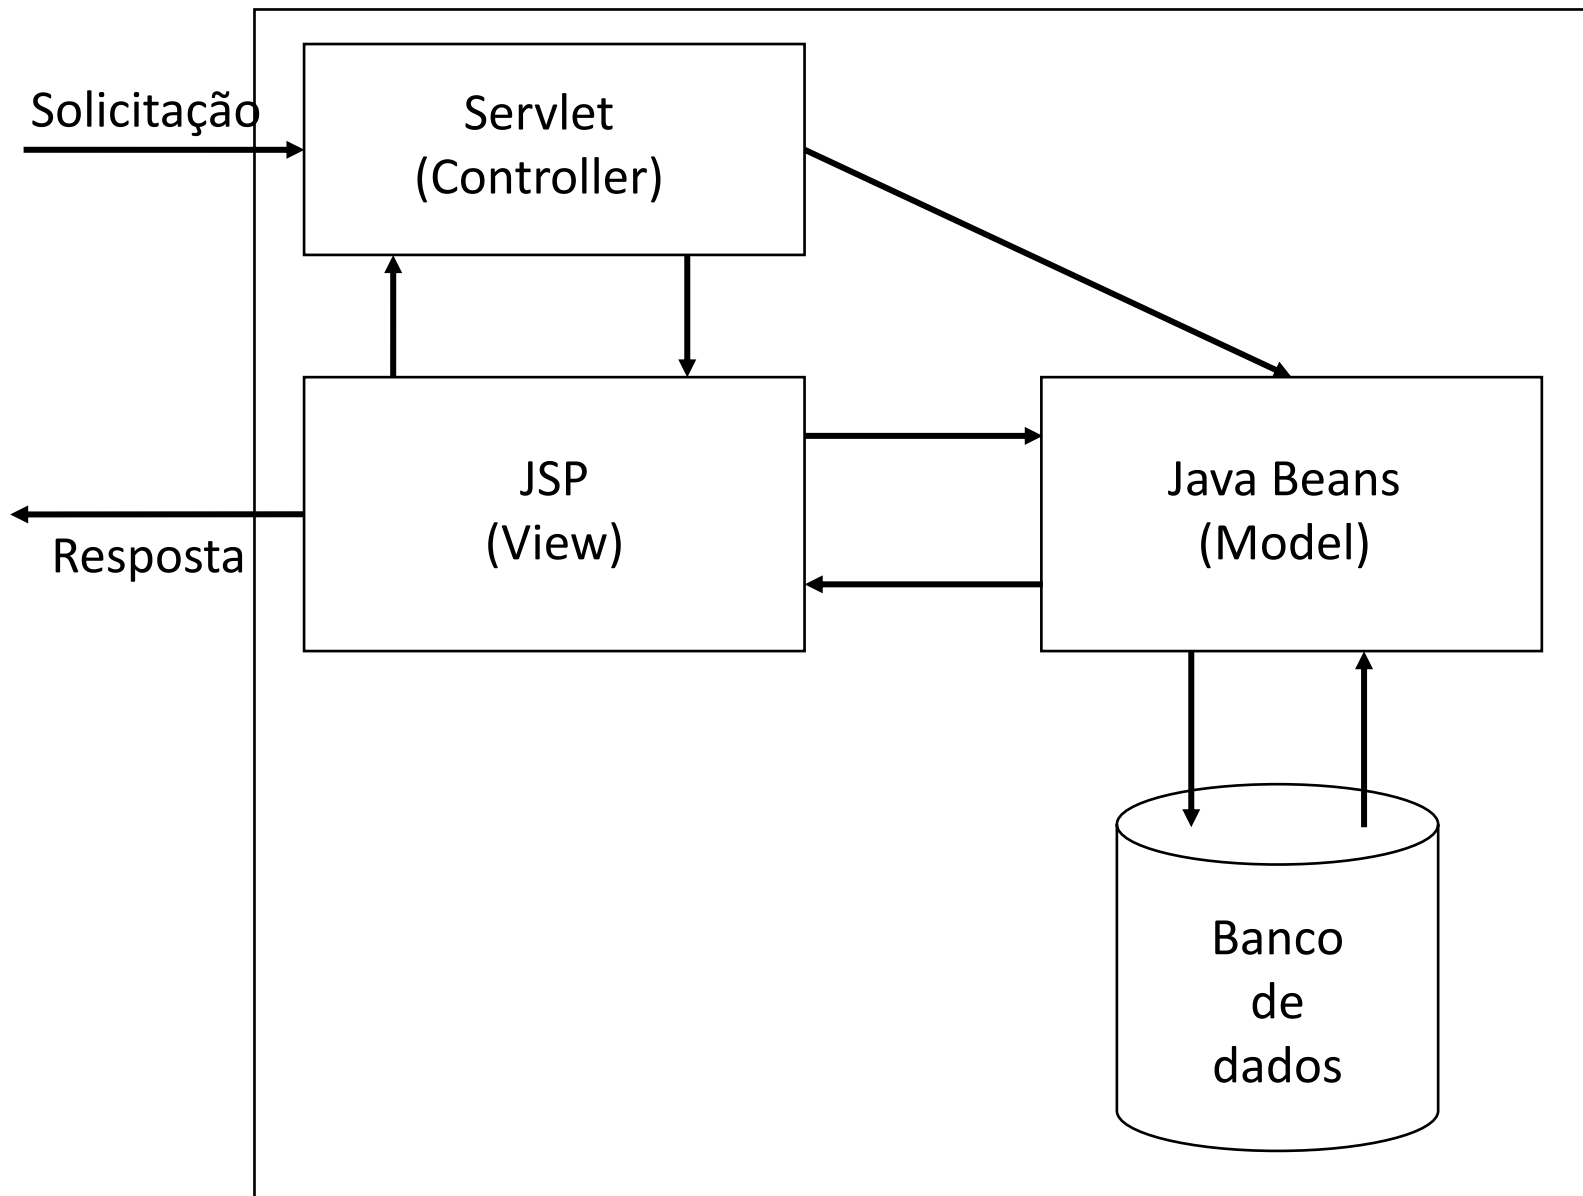 Solicitação
Servlet
(Controller)
JSP
(View)
Resposta
Java Beans
(Model)
Banco
de
dados